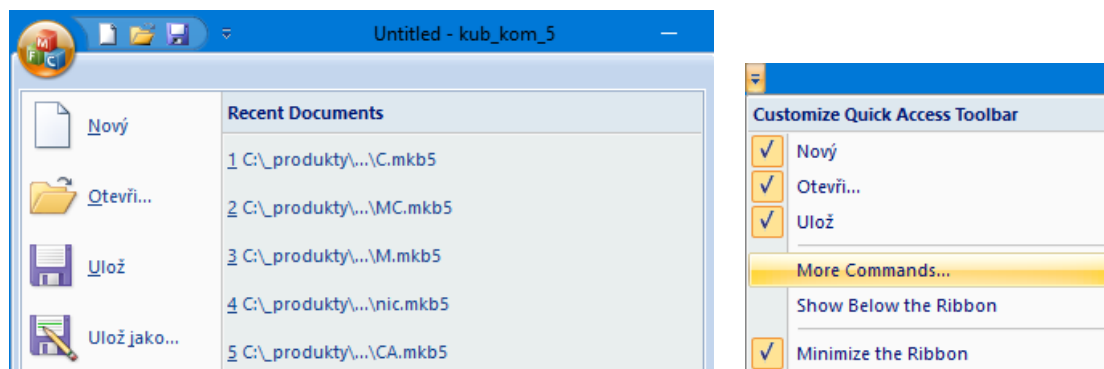 Untitled - kub_kom_5
M
F
C
Nový
Otevři...
Ulož
Ulož jako...
Recent Documents
1 C:\_produkty\...\C.mkb5
2 C:\_produkty\...\MC.mkb5
3 C:\_produkty\...\M.mkb5
4 C:\_produkty\...\nic.mkb5
5 C:\_produkty\...\CA.mkb5
Customize Quick Access Toolbar
Nový
Otevři...
Ulož
More Commands...
Show Below the Ribbon
Minimize the Ribbon